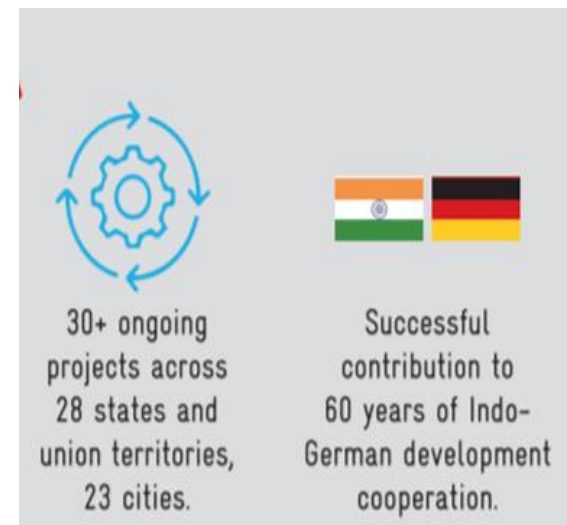 30+ ongoing
projects across
28 states and
union territories,
23 cities.
Successful
contribution to
60 years of Indo-
German development
cooperation.